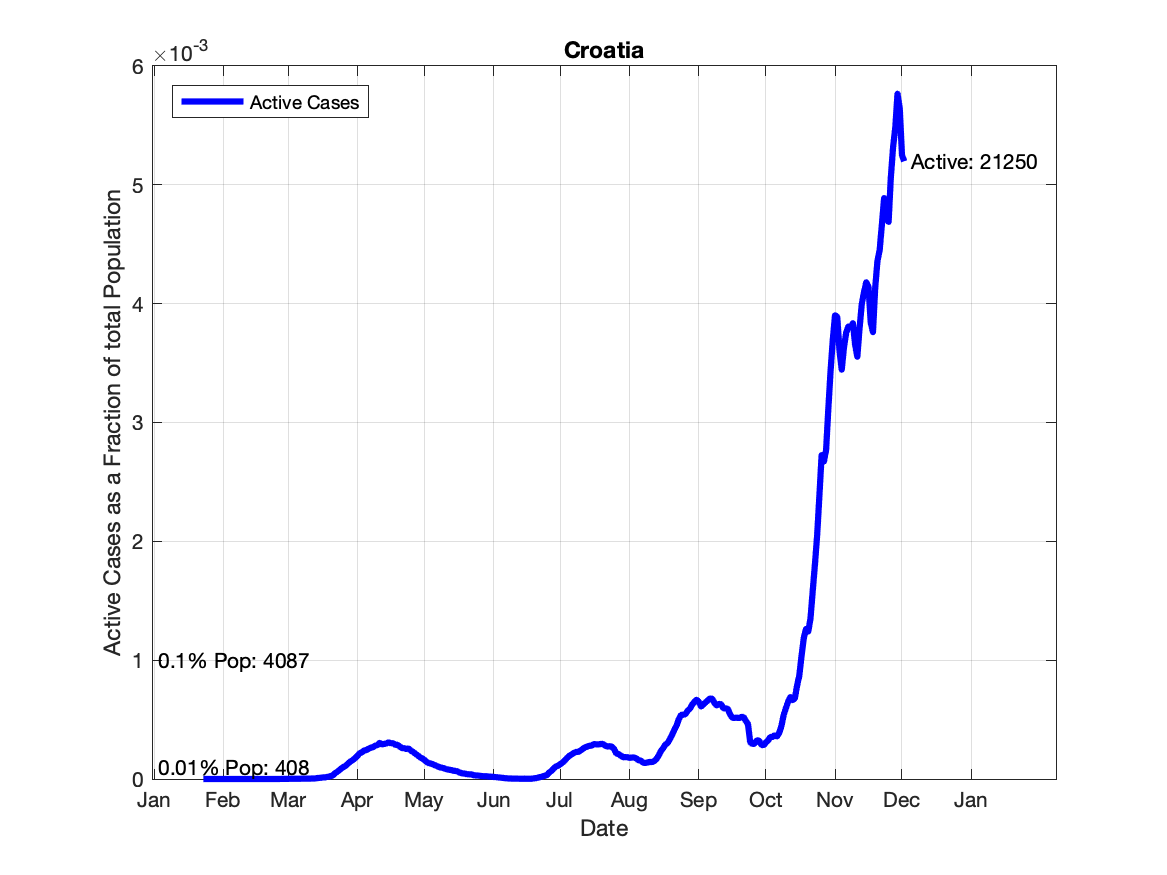 Croatia
×10-3
6
Active Cases
Active: 21250
5
4
3
2
1
0
0.1% Pop: 4087
0.01% Pop: 408
Active Cases as a Fraction of total Population
Jan Feb Mar Apr May Jun Jul Aug Sep Oct Nov Dec Jan
Date